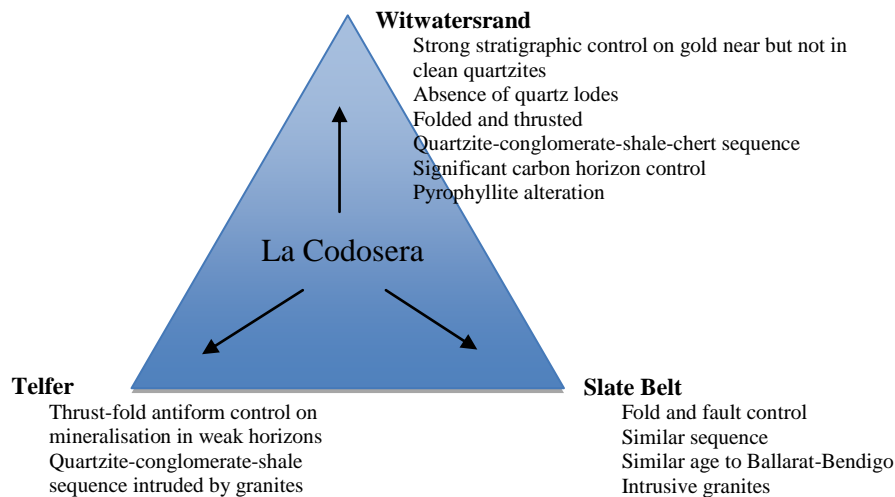 Witwatersrand
Strong stratigraphic control on gold near but not in
clean quartzites
Absence of quartz lodes
Folded and thrusted
Quartzite-conglomerate-shale-chert sequence
Significant carbon horizon control
Pyrophyllite alteration
La Codosera
Telfer
Thrust-fold antiform control on
mineralisation in weak horizons
Quartzite-conglomerate-shale
sequence intruded by granites
Slate Belt
Fold and fault control
Similar sequence
Similar age to Ballarat-Bendigo
Intrusive granites